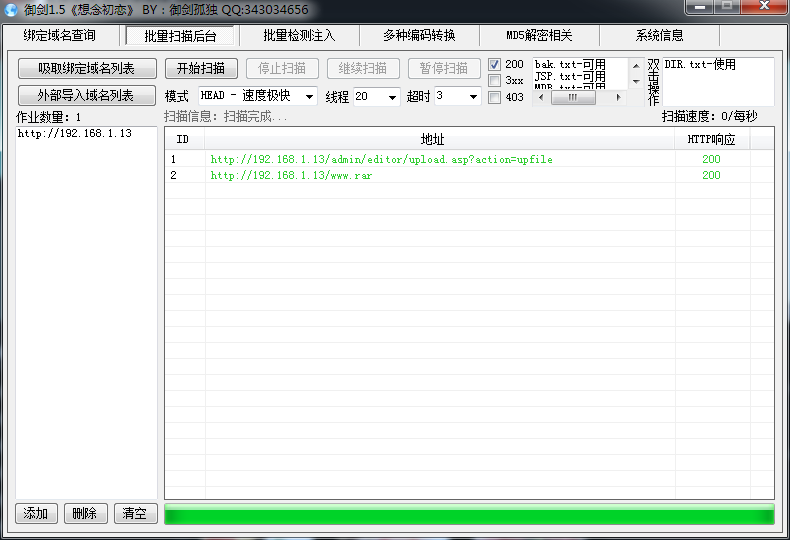 御剑1.5《想念初恋》 BY：御剑孤独 QQ:343034656
绑定域名查询 批量扫描后台 批量检测注入 多种编码转换 MD5解密相关 系统信息
吸取绑定域名列表 开始扫描 停止扫描 继续扫描 暂停扫描
外部导入域名列表 模式 HEAD - 速度极快 线程 20 超时 3
200
3xx
403
bak.txt-可用
JSP.txt-可用
MDB.txt-可用
双击操作
DIR.txt-使用
作业数量：1
扫描信息：扫描完成...
扫描速度：0/每秒
http://192.168.1.13
ID 地址 HTTP响应
1 http://192.168.1.13/admin/editor/upload.asp?action=upfile 200
2 http://192.168.1.13/www.rar 200
添加 删除 清空